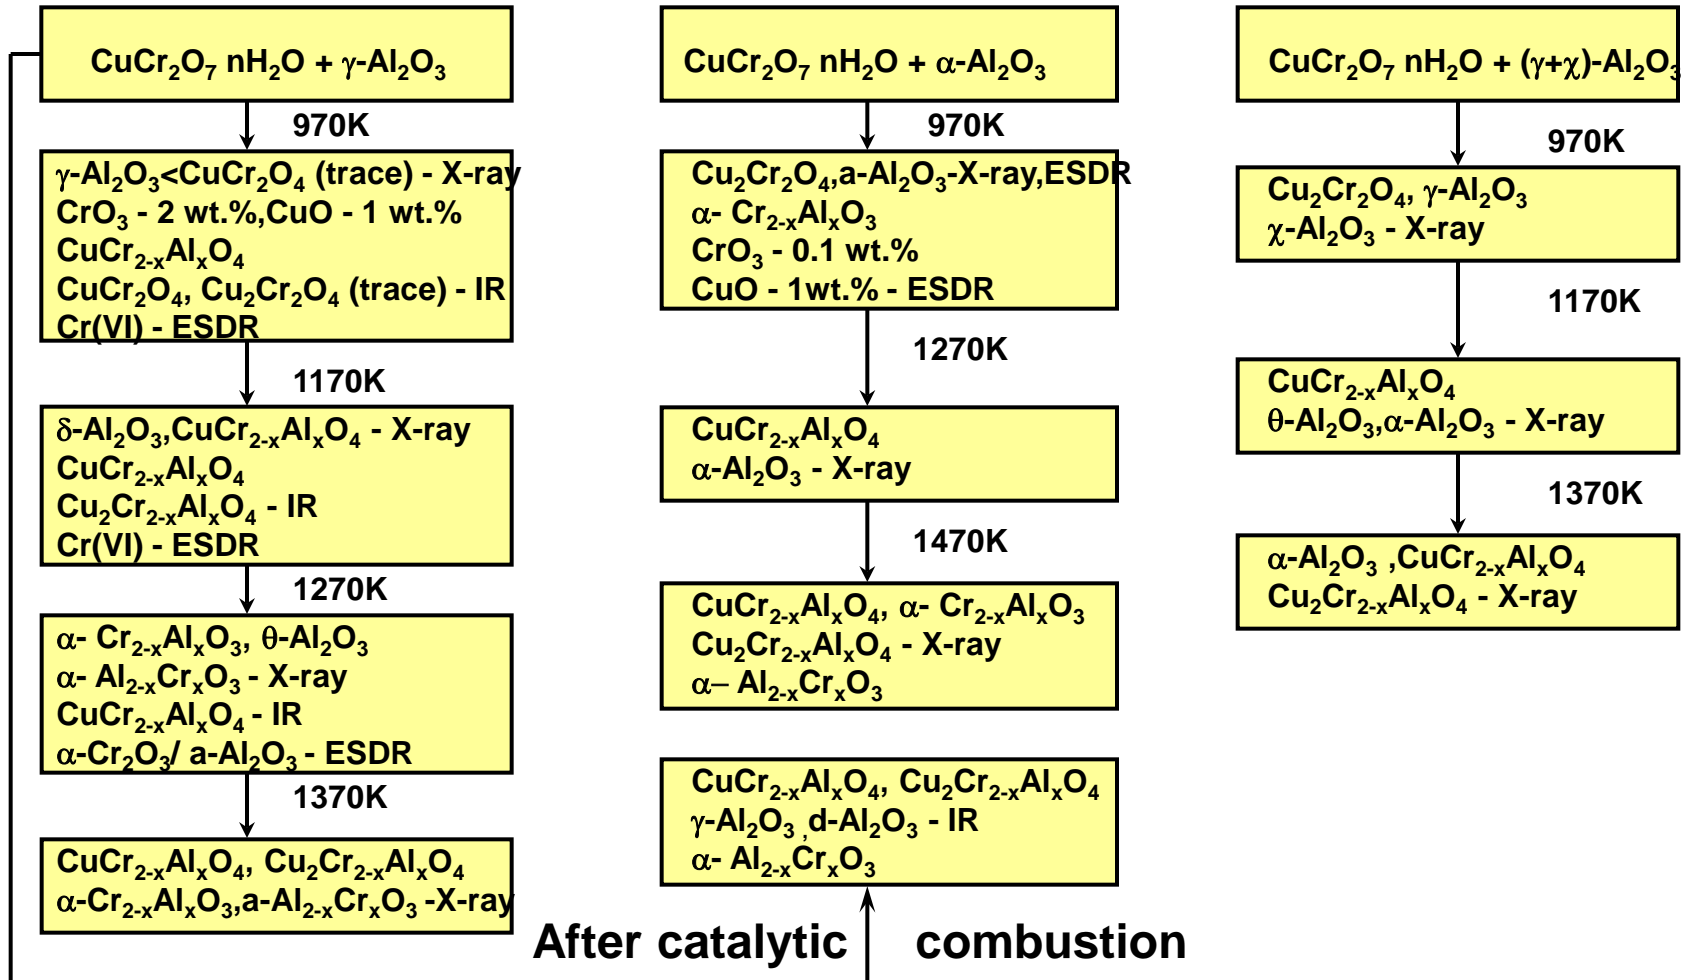 CuCr₂O₇ nH₂O + γ-Al₂O₃
970K
γ-Al₂O₃<CuCr₂O₄ (trace) - X-ray
CrO₃ - 2 wt.%,CuO - 1 wt.%
CuCr₂₋ₓAlₓO₄
CuCr₂O₄, Cu₂Cr₂O₄ (trace) - IR
Cr(VI) - ESDR
1170K
δ-Al₂O₃,CuCr₂₋ₓAlₓO₄ - X-ray
CuCr₂₋ₓAlₓO₄
Cu₂Cr₂₋ₓAlₓO₄ - IR
Cr(VI) - ESDR
1270K
α- Cr₂₋ₓAlₓO₃, θ-Al₂O₃
α- Al₂₋ₓCrₓO₃ - X-ray
CuCr₂₋ₓAlₓO₄ - IR
α-Cr₂O₃/ a-Al₂O₃ - ESDR
1370K
CuCr₂₋ₓAlₓO₄, Cu₂Cr₂₋ₓAlₓO₄
α-Cr₂₋ₓAlₓO₃,a-Al₂₋ₓCrₓO₃ -X-ray
CuCr₂O₇ nH₂O + α-Al₂O₃
970K
Cu₂Cr₂O₄,a-Al₂O₃-X-ray,ESDR
α- Cr₂₋ₓAlₓO₃
CrO₃ - 0.1 wt.%
CuO - 1wt.% - ESDR
1270K
CuCr₂₋ₓAlₓO₄
α-Al₂O₃ - X-ray
1470K
CuCr₂₋ₓAlₓO₄, α- Cr₂₋ₓAlₓO₃
Cu₂Cr₂₋ₓAlₓO₄ - X-ray
α– Al₂₋ₓCrₓO₃
CuCr₂₋ₓAlₓO₄, Cu₂Cr₂₋ₓAlₓO₄
γ-Al₂O₃ ,d-Al₂O₃ - IR
α- Al₂₋ₓCrₓO₃
After catalytic combustion
CuCr₂O₇ nH₂O + (γ+χ)-Al₂O₃
970K
Cu₂Cr₂O₄, γ-Al₂O₃
χ-Al₂O₃ - X-ray
1170K
CuCr₂₋ₓAlₓO₄
θ-Al₂O₃,α-Al₂O₃ - X-ray
1370K
α-Al₂O₃ ,CuCr₂₋ₓAlₓO₄
Cu₂Cr₂₋ₓAlₓO₄ - X-ray